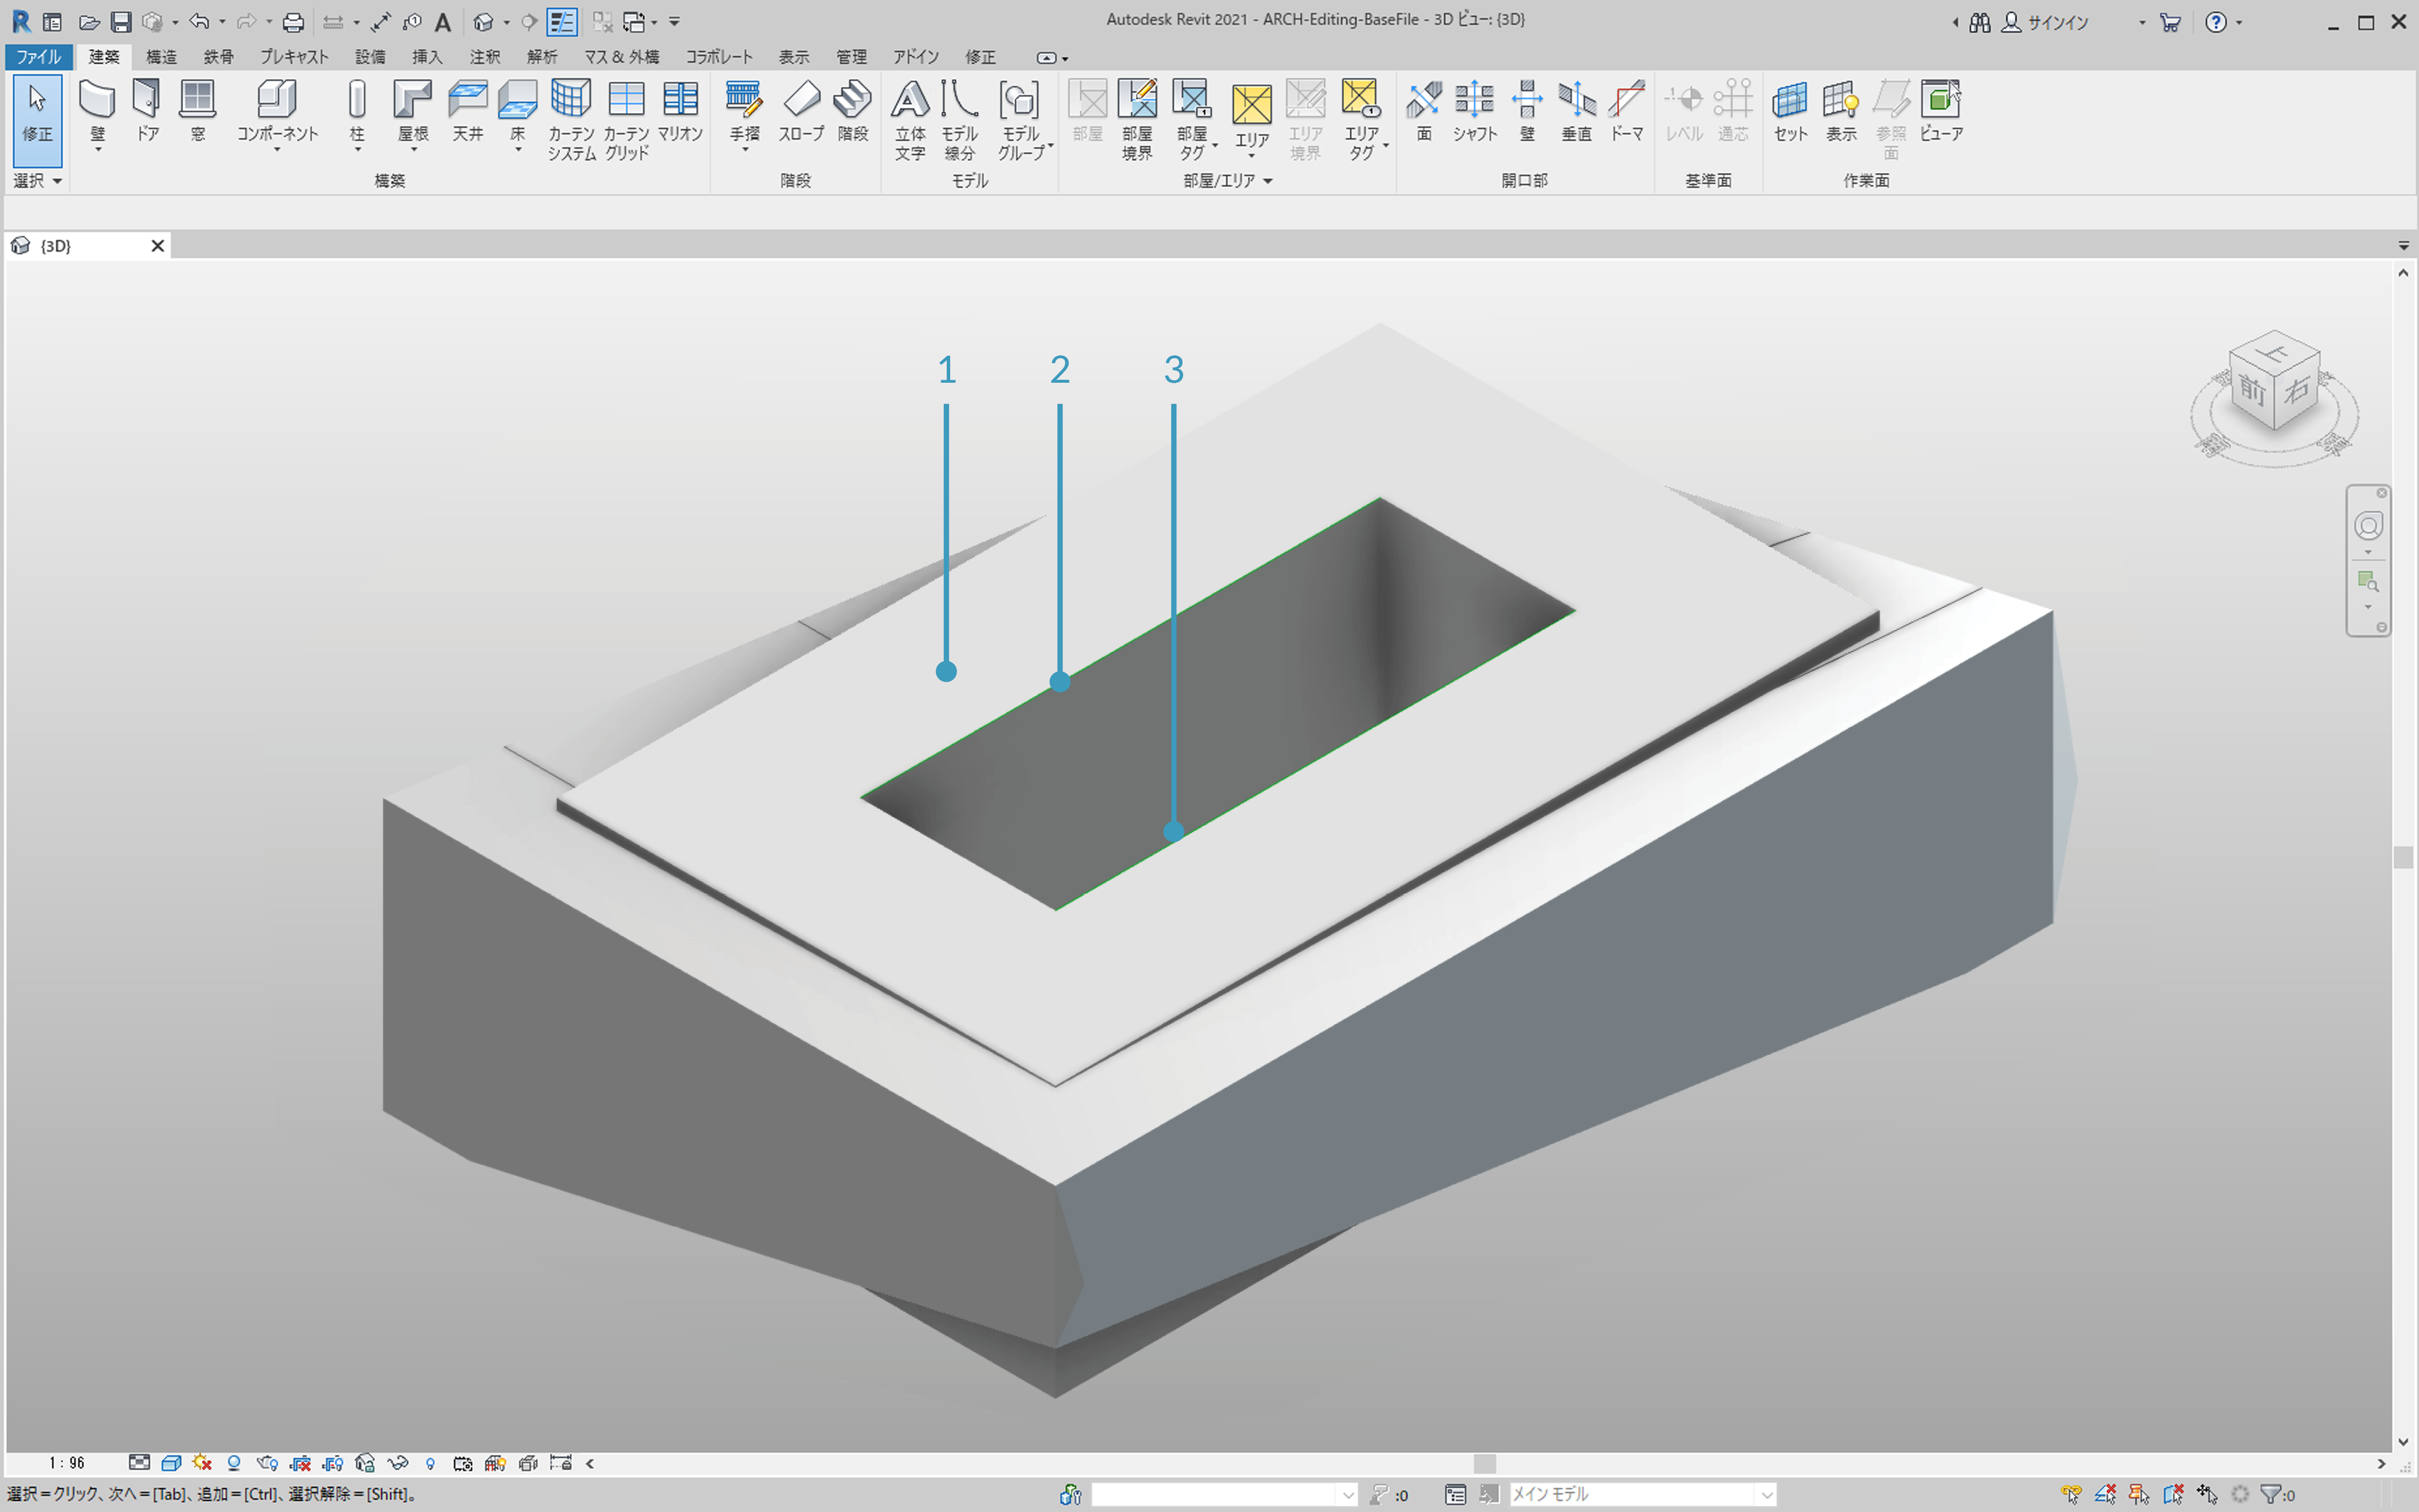 Autodesk Revit 2021 - ARCH-Editing-BaseFile - 3D ビュー: {3D}
サインイン
ファイル 建築 構造 鉄骨 プレキャスト 設備 挿入 注釈 解析 マス & 外構 コラボレート 表示 管理 アドイン 修正
修正
壁
ドア
窓
コンポーネント
柱
屋根
天井
床
カーテン
システム
カーテン
グリッド
マリオン
手摺
スロープ
階段
立体
文字
モデル
線分
モデル
グループ
部屋
部屋
境界
部屋
タグ
エリア
エリア
境界
エリア
タグ
面
シャフト
壁
垂直
ドーマ
レベル
通芯
セット
表示
参照
面
ビューア
選択 構築 階段 モデル 部屋/エリア 開口部 基準面 作業面
{3D}
1 2 3
上
前
右
1 : 96
選択＝クリック、次へ＝[Tab]、追加＝[Ctrl]、選択解除＝[Shift]。
:0
メイン モデル
:0